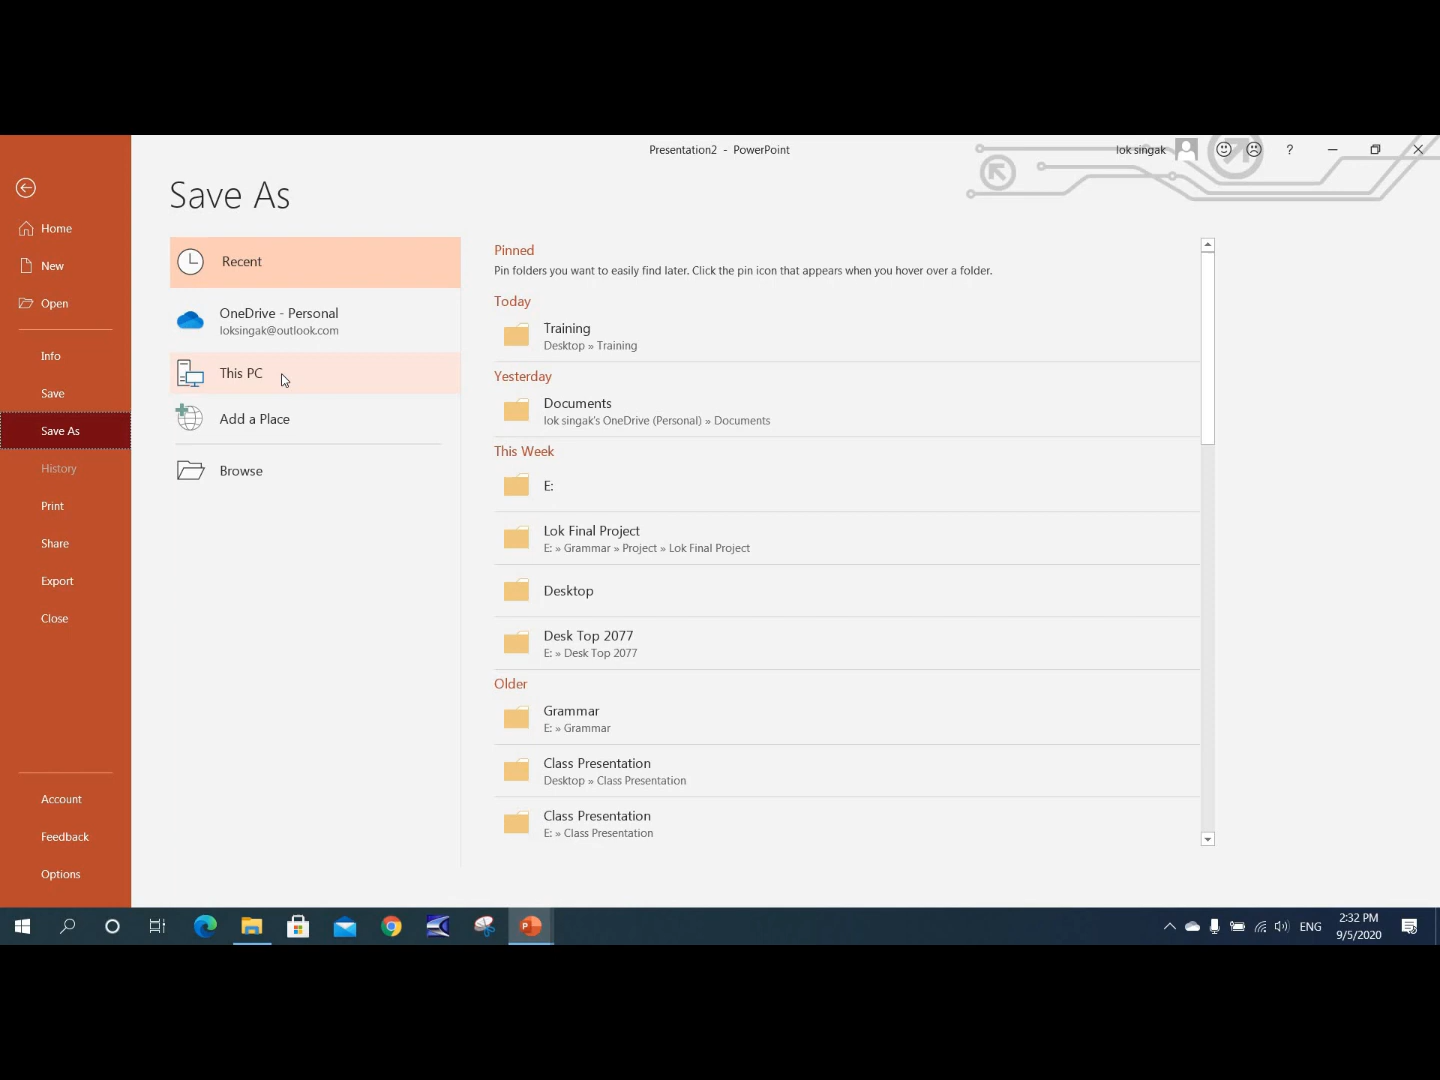 Presentation2 - PowerPoint
lok singak
?
Save As
Home
New
Open
Info
Save
Save As
History
Print
Share
Export
Close
Account
Feedback
Options
Recent
OneDrive - Personal
loksingak@outlook.com
This PC
Add a Place
Browse
Pinned
Pin folders you want to easily find later. Click the pin icon that appears when you hover over a folder.
Today
Training
Desktop » Training
Yesterday
Documents
lok singak's OneDrive (Personal) » Documents
This Week
E:
Lok Final Project
E: » Grammar » Project » Lok Final Project
Desktop
Desk Top 2077
E: » Desk Top 2077
Older
Grammar
E: » Grammar
Class Presentation
Desktop » Class Presentation
Class Presentation
E: » Class Presentation
ENG
2:32 PM
9/5/2020